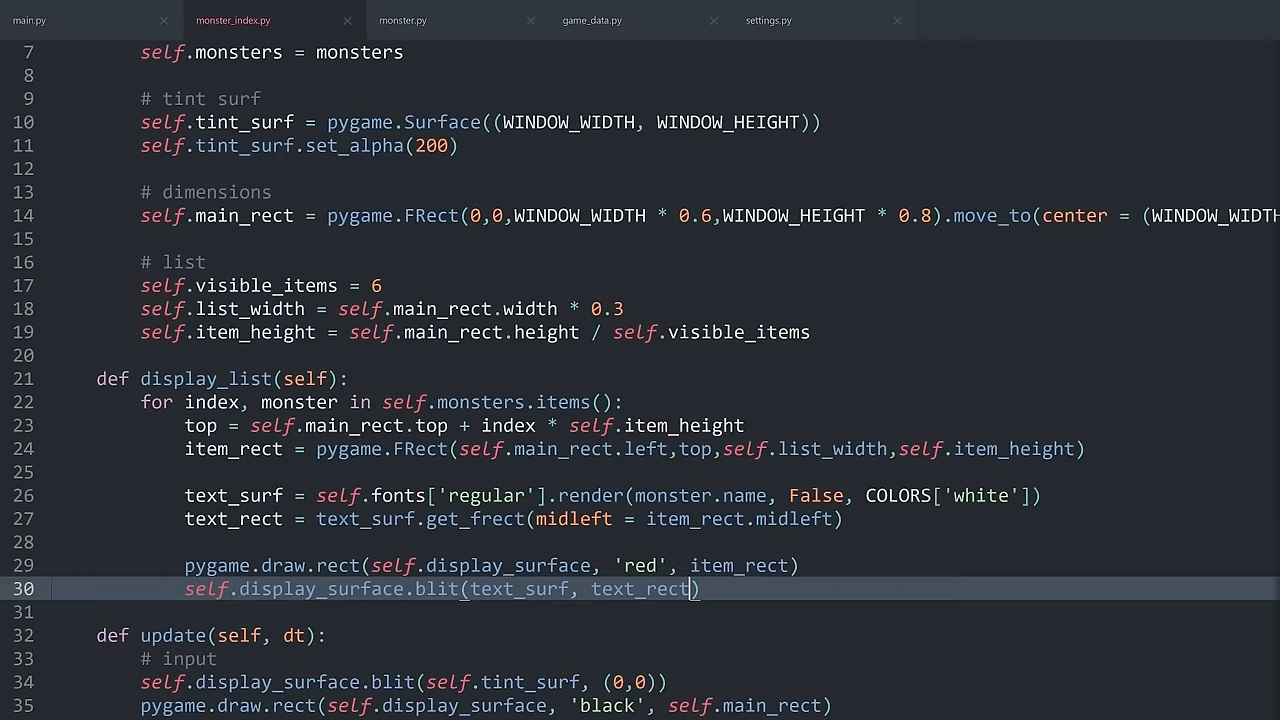 main.py
monster_index.py
monster.py
game_data.py
settings.py
7 self.monsters = monsters
8
9 # tint surf
10 self.tint_surf = pygame.Surface((WINDOW_WIDTH, WINDOW_HEIGHT))
11 self.tint_surf.set_alpha(200)
12
13 # dimensions
14 self.main_rect = pygame.FRect(0,0,WINDOW_WIDTH * 0.6,WINDOW_HEIGHT * 0.8).move_to(center = (WINDOW_WIDTH
15
16 # list
17 self.visible_items = 6
18 self.list_width = self.main_rect.width * 0.3
19 self.item_height = self.main_rect.height / self.visible_items
20
21 def display_list(self):
22 for index, monster in self.monsters.items():
23 top = self.main_rect.top + index * self.item_height
24 item_rect = pygame.FRect(self.main_rect.left,top,self.list_width,self.item_height)
25
26 text_surf = self.fonts['regular'].render(monster.name, False, COLORS['white'])
27 text_rect = text_surf.get_frect(midleft = item_rect.midleft)
28
29 pygame.draw.rect(self.display_surface, 'red', item_rect)
30 self.display_surface.blit(text_surf, text_rect)
31
32 def update(self, dt):
33 # input
34 self.display_surface.blit(self.tint_surf, (0,0))
35 pygame.draw.rect(self.display_surface, 'black', self.main_rect)